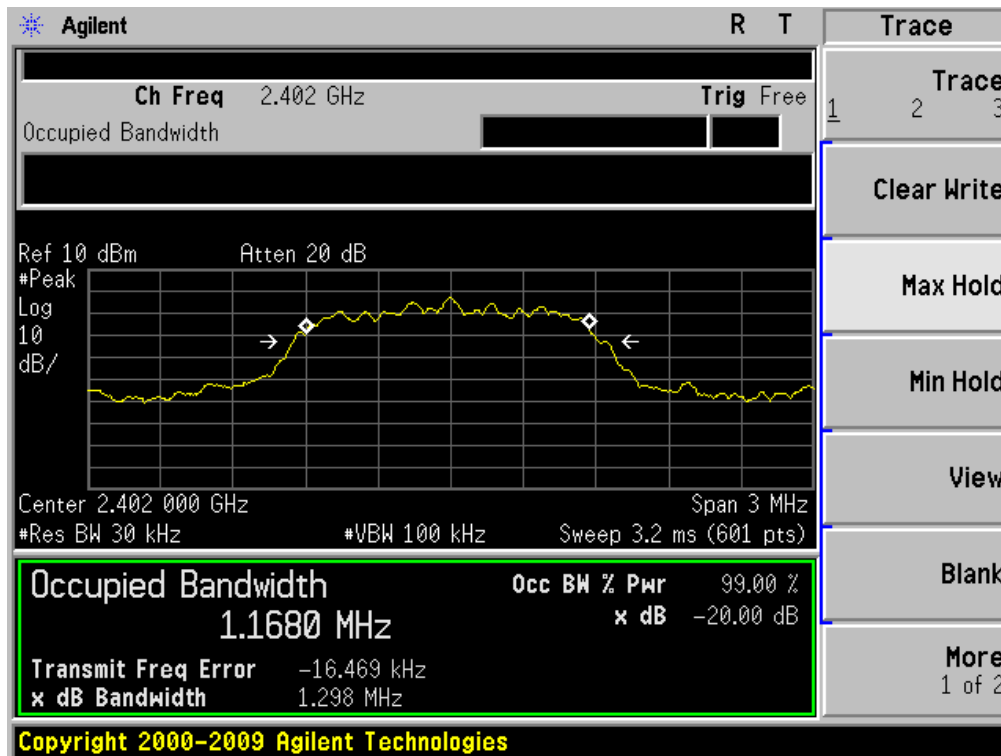 Agilent R T Trace
Ch Freq 2.402 GHz Trig Free
Occupied Bandwidth
Trace
1 2 3
Clear Write
Max Hold
Min Hold
View
Blank
More
1 of 2
Ref 10 dBm Atten 20 dB
#Peak
Log
10
dB/
Center 2.402 000 GHz Span 3 MHz
#Res BW 30 kHz #VBW 100 kHz Sweep 3.2 ms (601 pts)
Occupied Bandwidth Occ BW % Pwr 99.00 %
1.1680 MHz x dB -20.00 dB
Transmit Freq Error -16.469 kHz
x dB Bandwidth 1.298 MHz
Copyright 2000-2009 Agilent Technologies